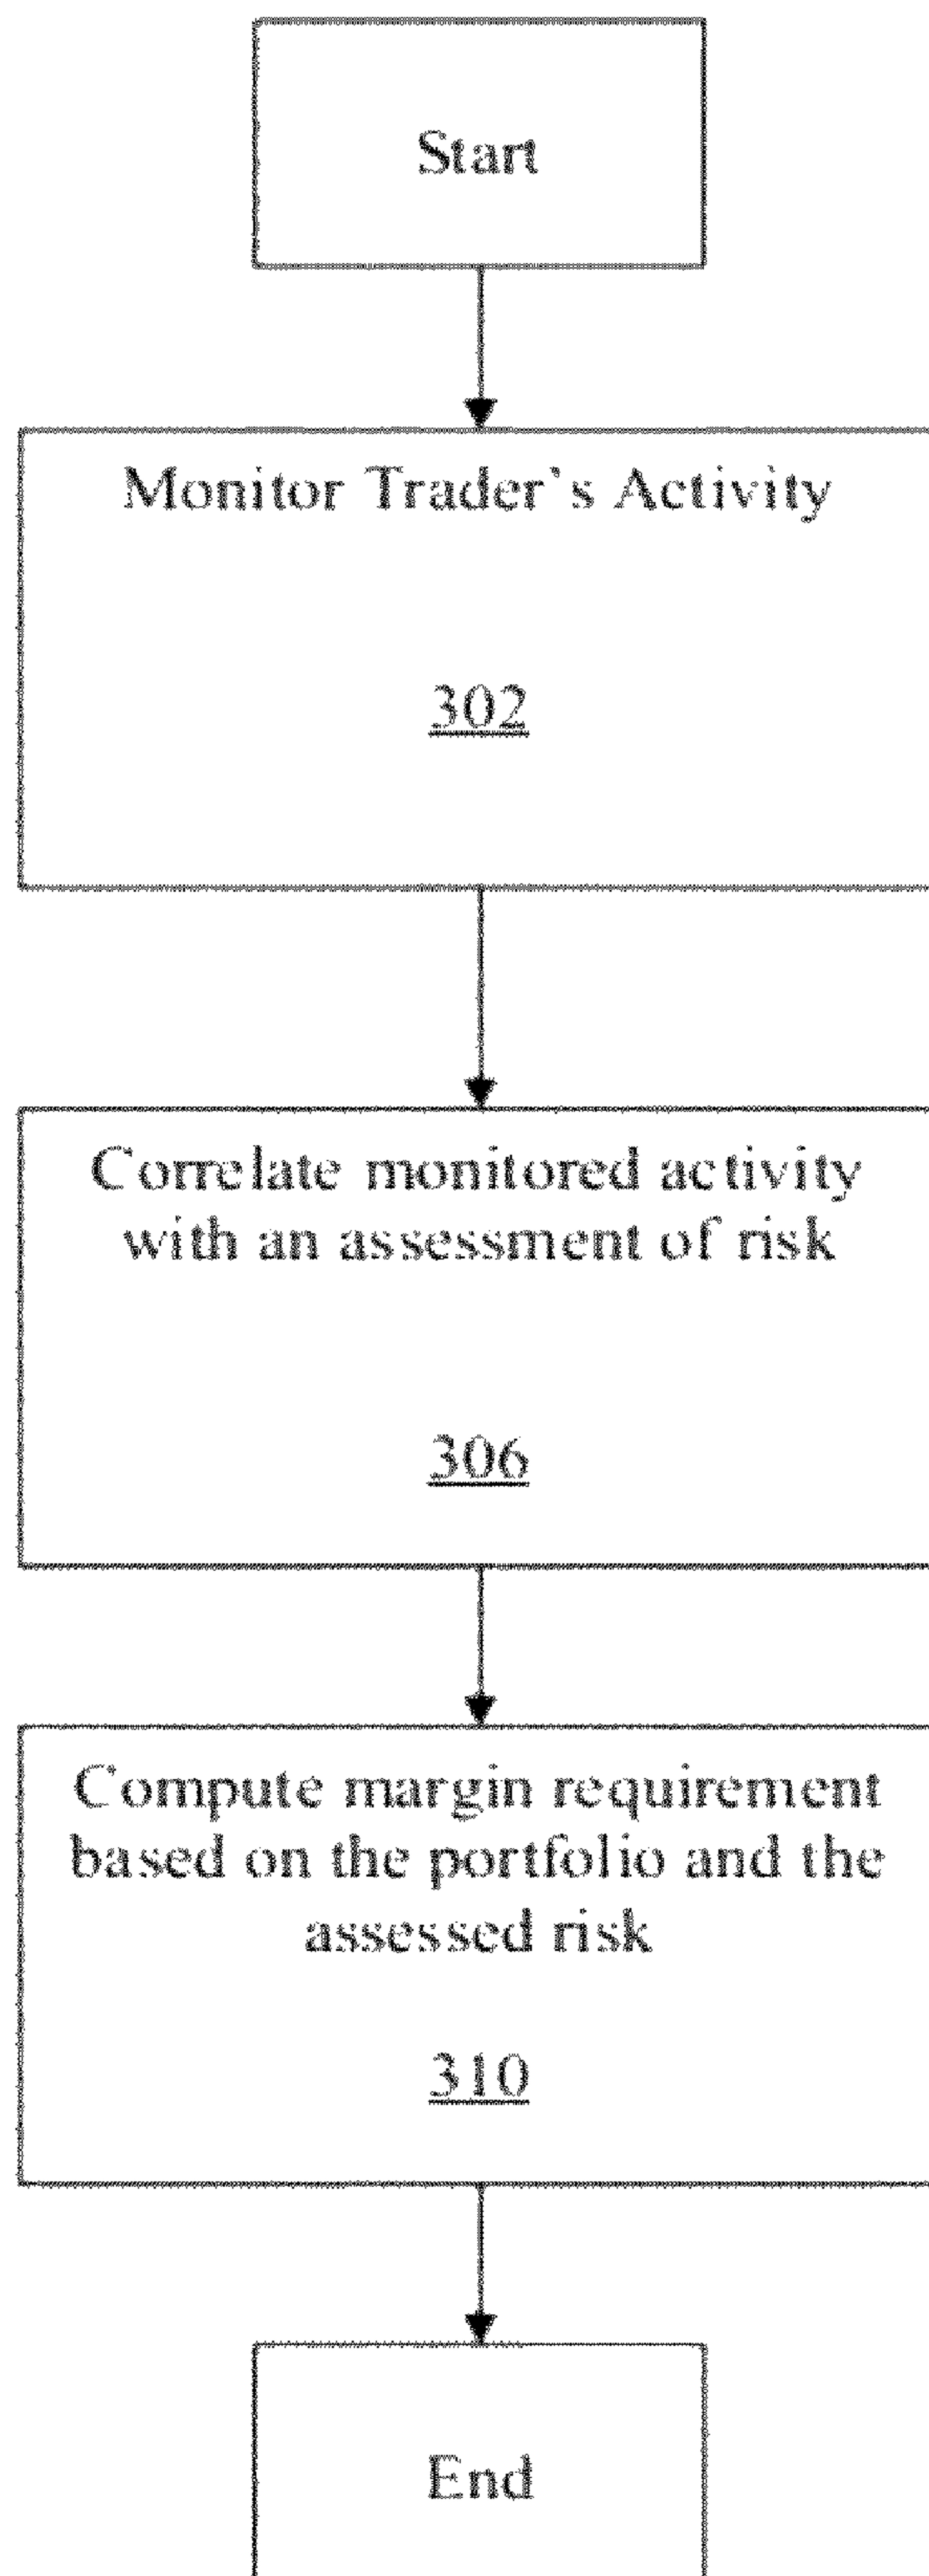 Start
Monitor Trader's Activity
302
Correlate monitored activity
with an assessment of risk
306
Compute margin requirement
based on the portfolio and the
assessed risk
310
End